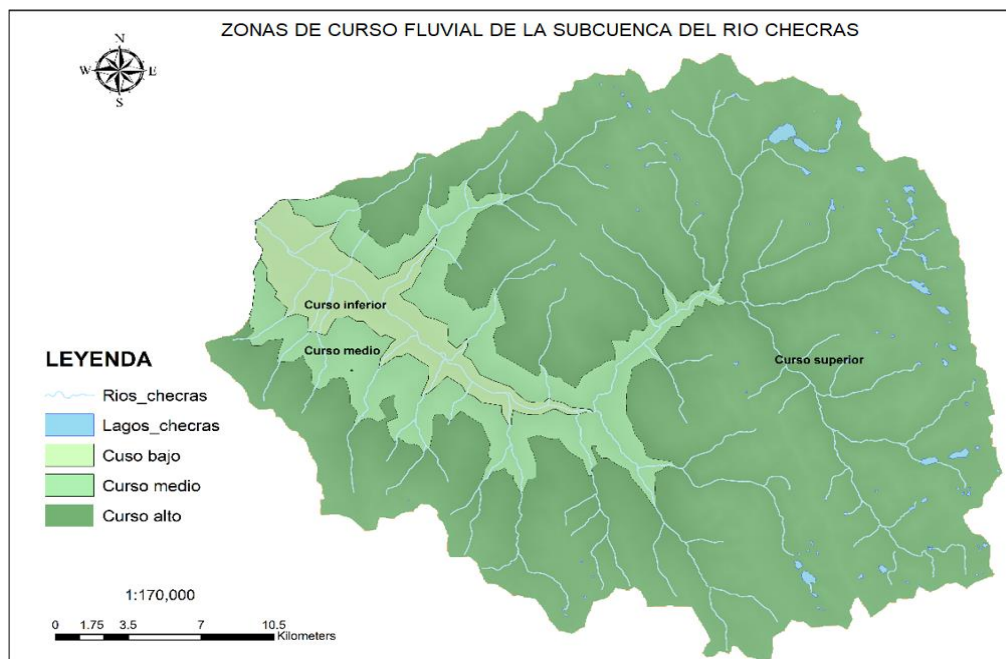 ZONAS DE CURSO FLUVIAL DE LA SUBCUENCA DEL RIO CHECRAS
N
W E
S
Curso inferior
Curso medio
Curso superior
LEYENDA
Rios_checras
Lagos_checras
Cuso bajo
Curso medio
Curso alto
1:170,000
0 1.75 3.5 7 10.5
Kilometers